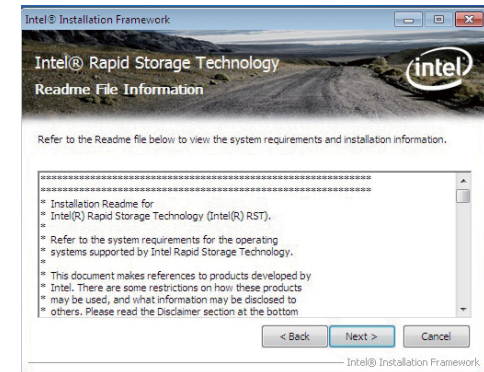 Intel® Installation Framework
Intel® Rapid Storage Technology
Readme File Information
intel
Refer to the Readme file below to view the system requirements and installation information.
************************************************************
************************************************************
* Installation Readme for
* Intel(R) Rapid Storage Technology (Intel(R) RST).
*
* Refer to the system requirements for the operating
* systems supported by Intel Rapid Storage Technology.
*
* This document makes references to products developed by
* Intel. There are some restrictions on how these products
* may be used, and what information may be disclosed to
* others. Please read the Disclaimer section at the bottom
< Back
Next >
Cancel
Intel® Installation Framework